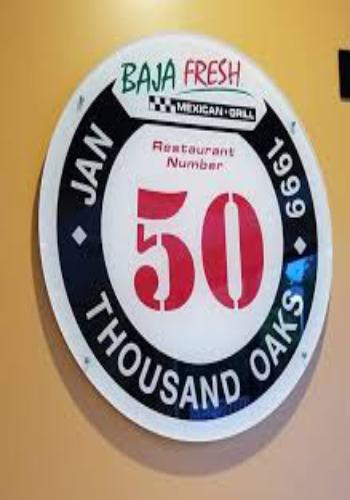 BAJA FRESH
MEXICAN • GRILL
Restaurant
Number
50
JAN
1999
THOUSAND OAKS